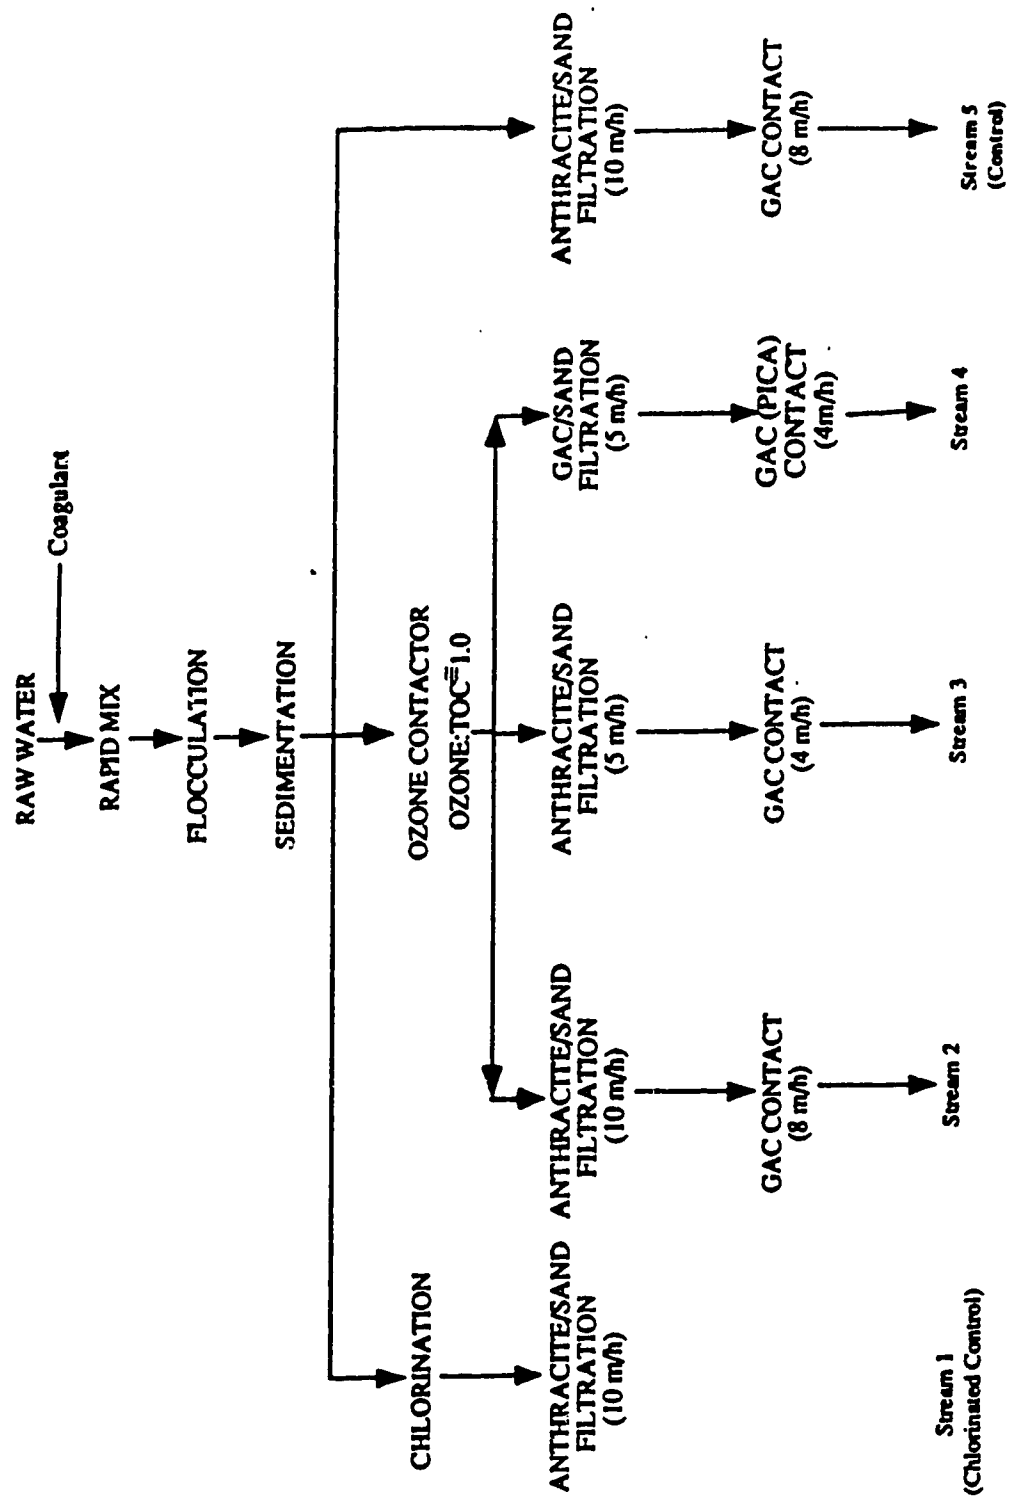 RAW WATER
Coagulant
RAPID MIX
FLOCCULATION
SEDIMENTATION
CHLORINATION
OZONE CONTACTOR
OZONE:TOC=1.0
ANTHRACITE/SAND
FILTRATION
(10 m/h)
ANTHRACITE/SAND
FILTRATION
(10 m/h)
ANTHRACITE/SAND
FILTRATION
(5 m/h)
GAC/SAND
FILTRATION
(5 m/h)
ANTHRACITE/SAND
FILTRATION
(10 m/h)
GAC CONTACT
(8 m/h)
GAC CONTACT
(4 m/h)
GAC (PICA)
CONTACT
(4m/h)
GAC CONTACT
(8 m/h)
Stream 1
(Chlorinated Control)
Stream 2
Stream 3
Stream 4
Stream 5
(Control)